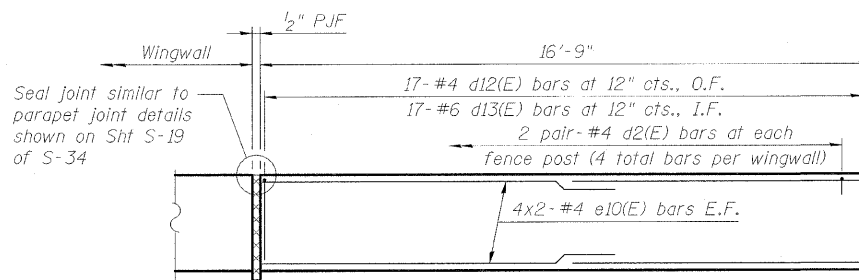 ½" PJF
Wingwall
16'-9"
17-#4 d12(E) bars at 12" cts., O.F.
17-#6 d13(E) bars at 12" cts., I.F.
Seal joint similar to
parapet joint details
shown on Sht S-19
of S-34
2 pair-#4 d2(E) bars at each
fence post (4 total bars per wingwall)
4x2-#4 e10(E) bars E.F.